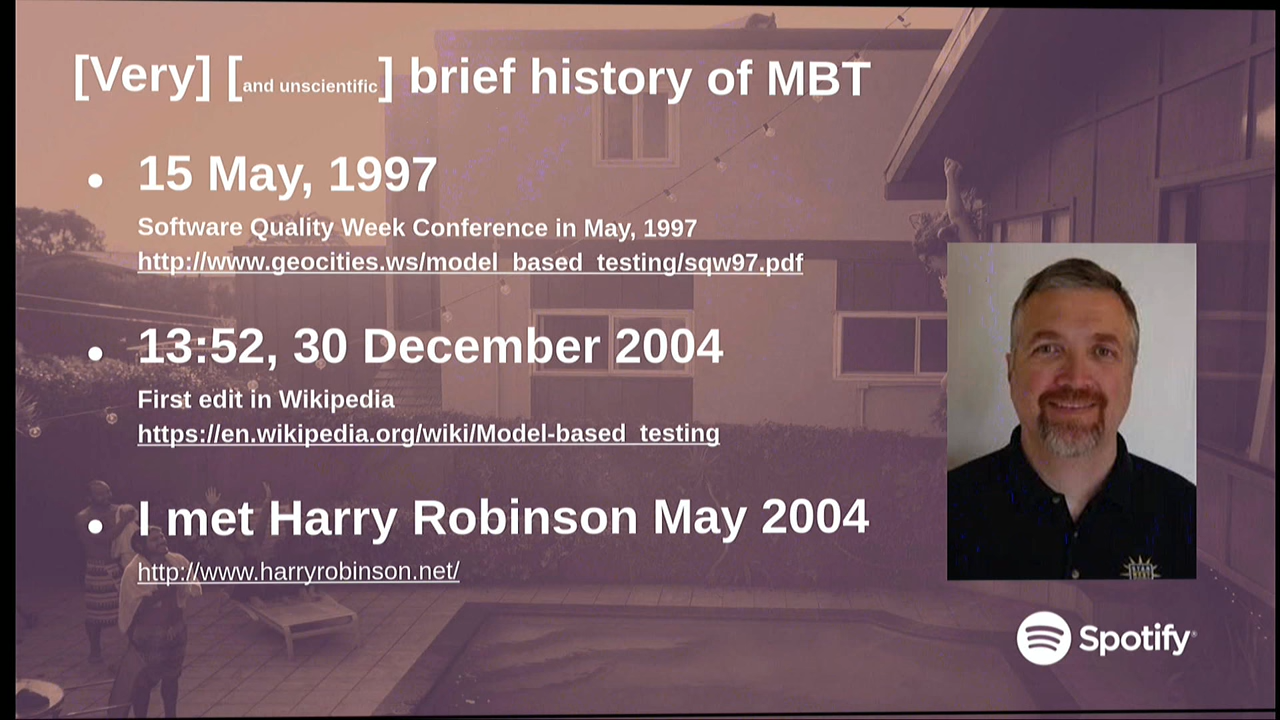 [Very] [and unscientific] brief history of MBT
15 May, 1997
Software Quality Week Conference in May, 1997
http://www.geocities.ws/model_based_testing/sqw97.pdf
13:52, 30 December 2004
First edit in Wikipedia
https://en.wikipedia.org/wiki/Model-based_testing
I met Harry Robinson May 2004
http://www.harryrobinson.net/
Spotify